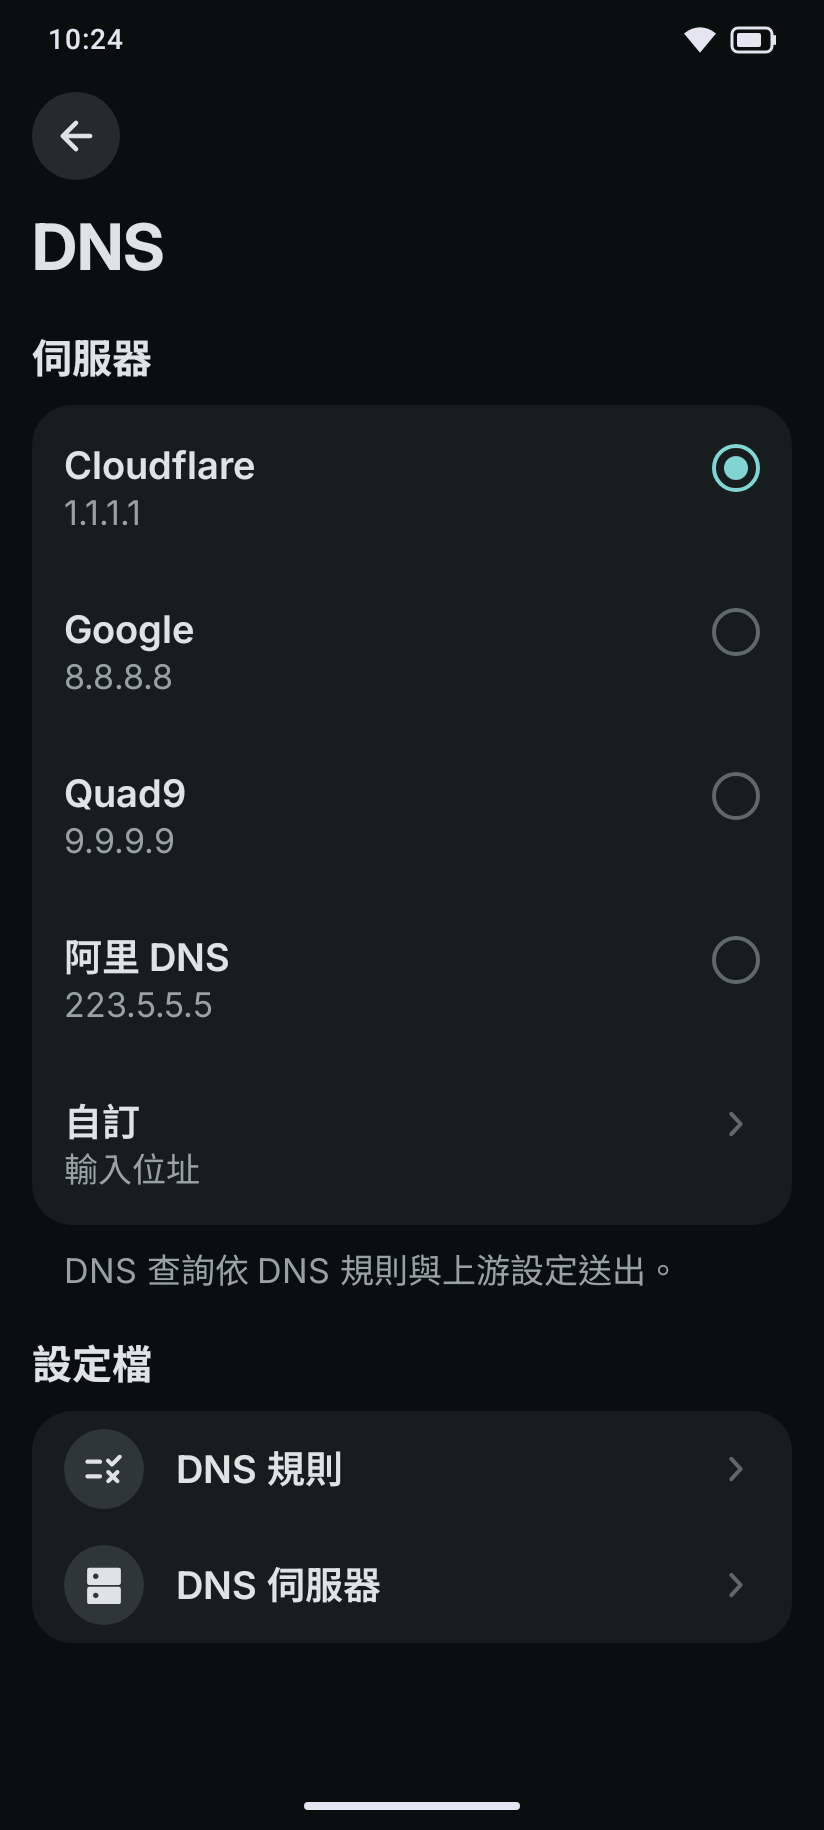 10:24
DNS
伺服器
Cloudflare
1.1.1.1
Google
8.8.8.8
Quad9
9.9.9.9
阿里 DNS
223.5.5.5
自訂
輸入位址
DNS 查詢依 DNS 規則與上游設定送出。
設定檔
DNS 規則
DNS 伺服器